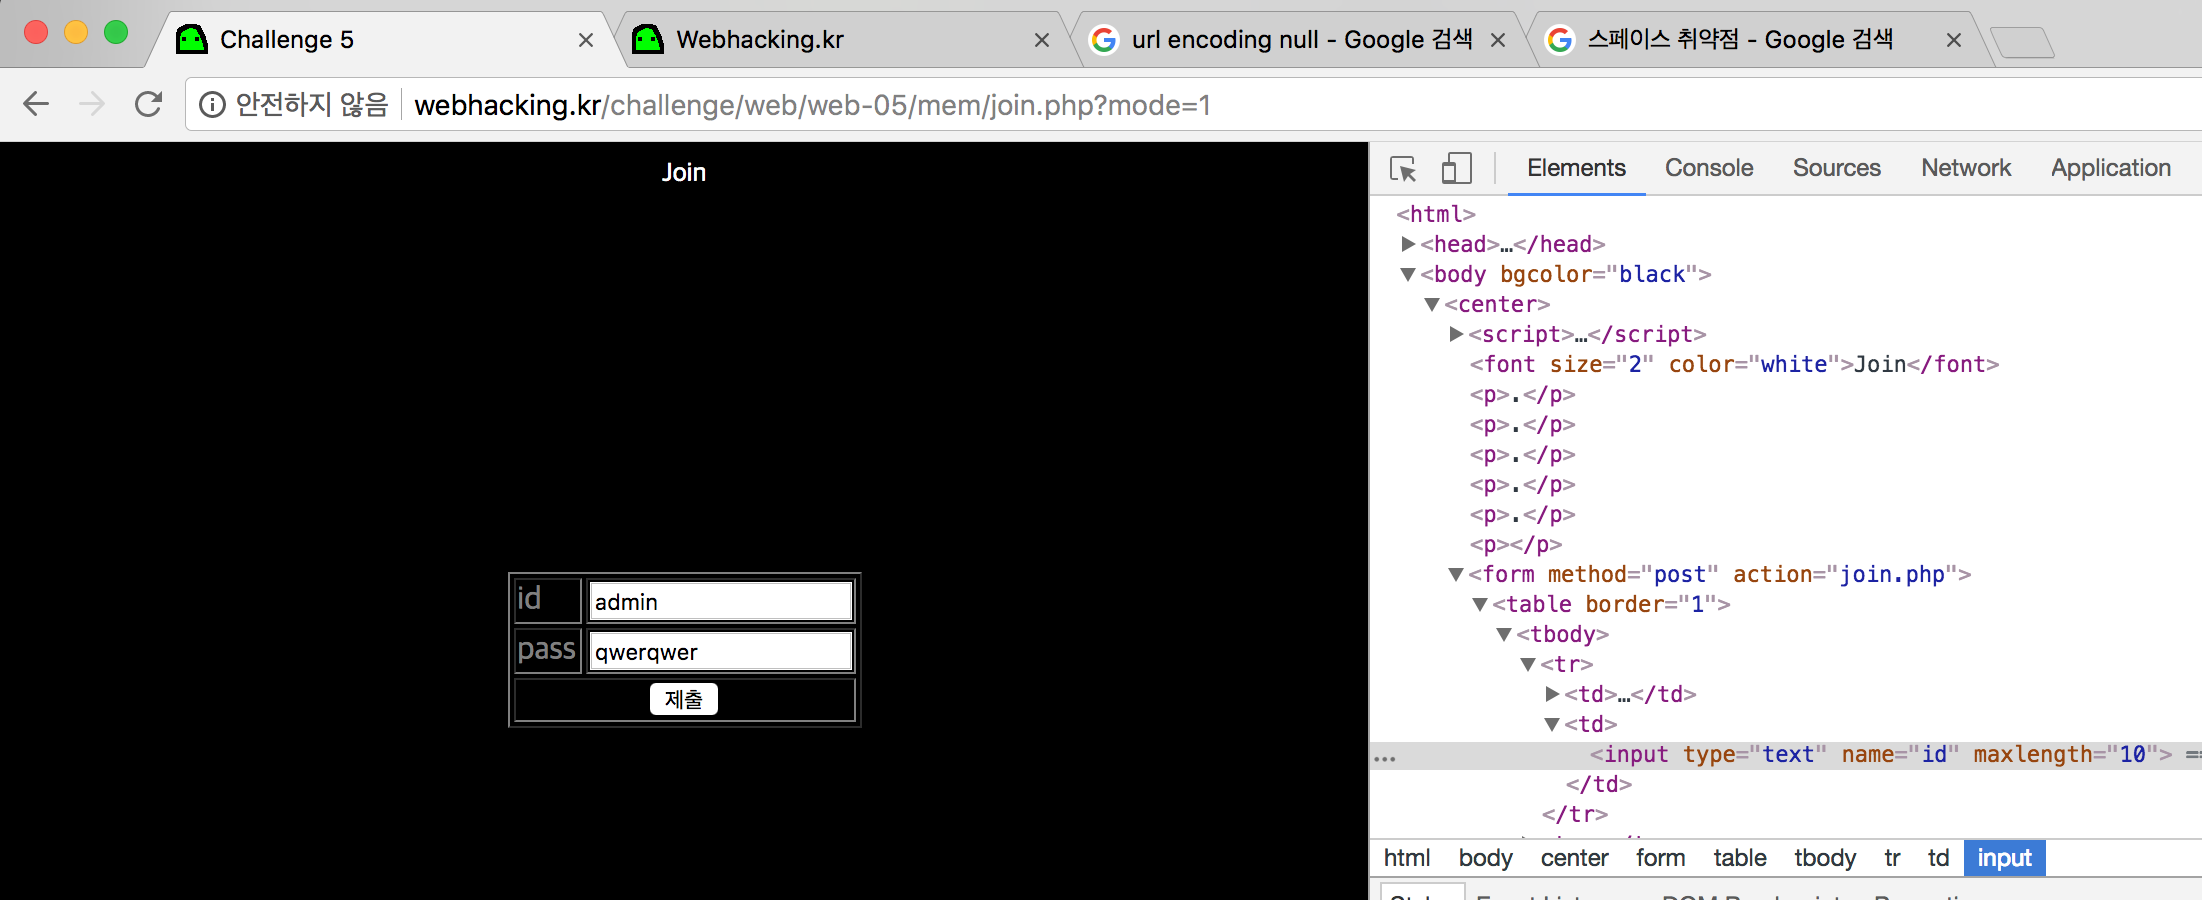 Challenge 5
Webhacking.kr
url encoding null - Google 검색
스페이스 취약점 - Google 검색
안전하지 않음 webhacking.kr/challenge/web/web-05/mem/join.php?mode=1
Join
id admin
pass qwerqwer
제출
Elements Console Sources Network Application
<html>
<head>…</head>
<body bgcolor="black">
<center>
<script>…</script>
<font size="2" color="white">Join</font>
<p>.</p>
<p>.</p>
<p>.</p>
<p>.</p>
<p>.</p>
<p></p>
<form method="post" action="join.php">
<table border="1">
<tbody>
<tr>
<td>…</td>
<td>
… <input type="text" name="id" maxlength="10"> ==
</td>
</tr>
html body center form table tbody tr td input